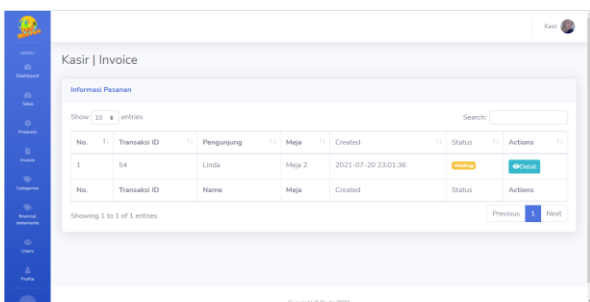 Kasir
MENU
Dashboard
Table
Products
Invoice
Categories
financial
statements
Users
Profile
Kasir | Invoice
Informasi Pesanan
Show 10 entries
Search:
No. Transaksi ID Pengunjung Meja Created Status Actions
1 54 Linda Meja 2 2021-07-20 23:01:36 Waiting Detail
No. Transaksi ID Name Meja Created Status Actions
Showing 1 to 1 of 1 entries
Previous 1 Next